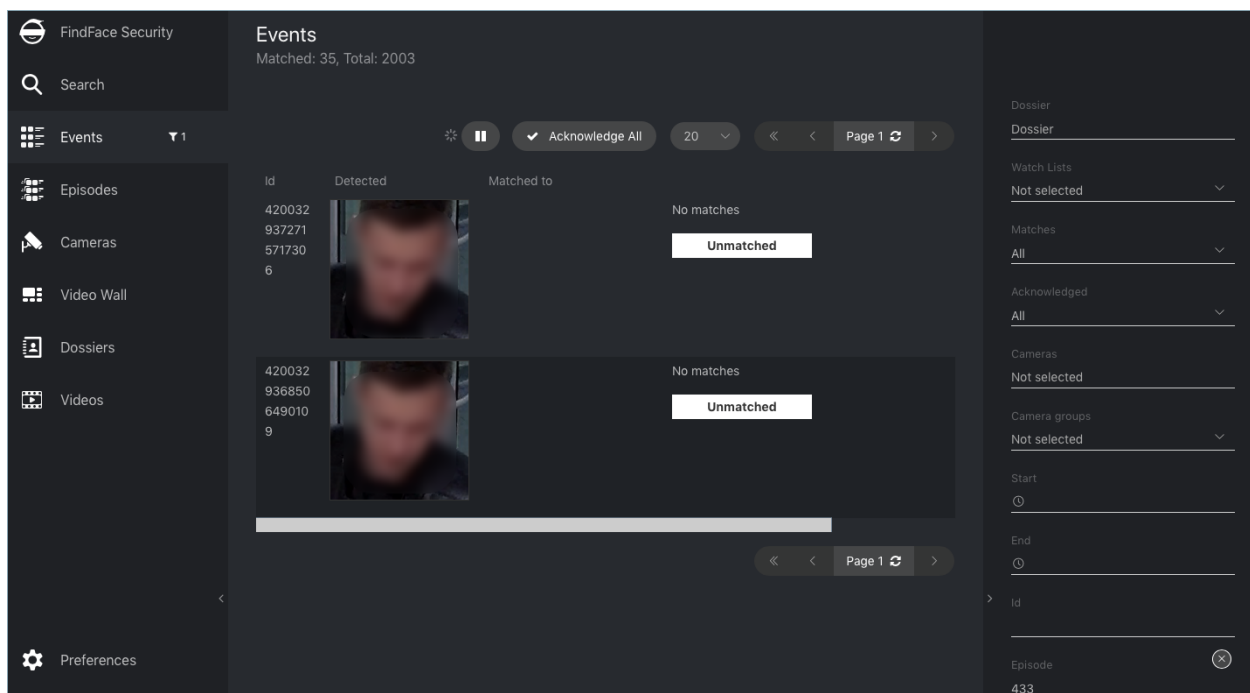 FindFace Security
Search
Events
1
Episodes
Cameras
Video Wall
Dossiers
Videos
Preferences
Events
Matched: 35, Total: 2003
Acknowledge All
20
Page 1
Id
Detected
Matched to
420032
937271
571730
6
No matches
Unmatched
420032
936850
649010
9
No matches
Unmatched
Page 1
Dossier
Dossier
Watch Lists
Not selected
Matches
All
Acknowledged
All
Cameras
Not selected
Camera groups
Not selected
Start
End
Id
Episode
433